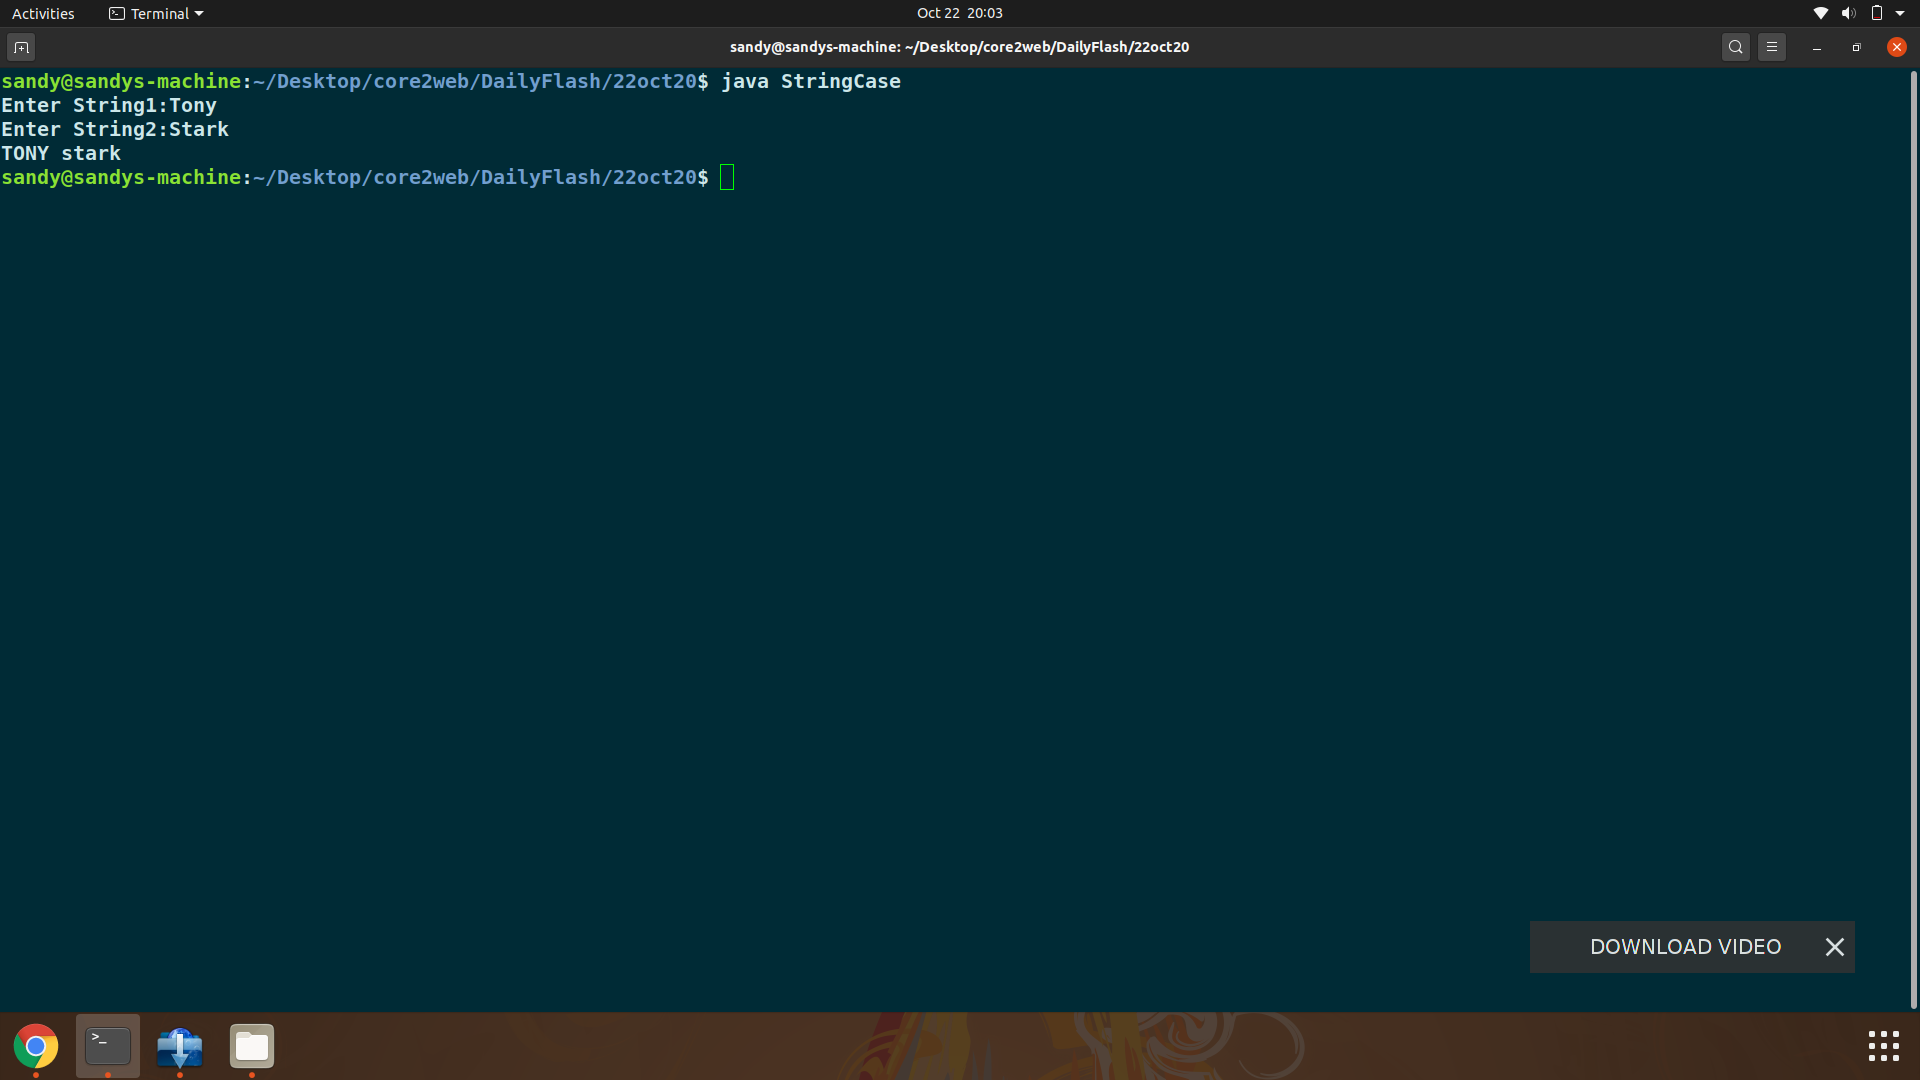 Activities Terminal Oct 22 20:03
sandy@sandys-machine: ~/Desktop/core2web/DailyFlash/22oct20
sandy@sandys-machine:~/Desktop/core2web/DailyFlash/22oct20$ java StringCase
Enter String1:Tony
Enter String2:Stark
TONY stark
sandy@sandys-machine:~/Desktop/core2web/DailyFlash/22oct20$
DOWNLOAD VIDEO
>_